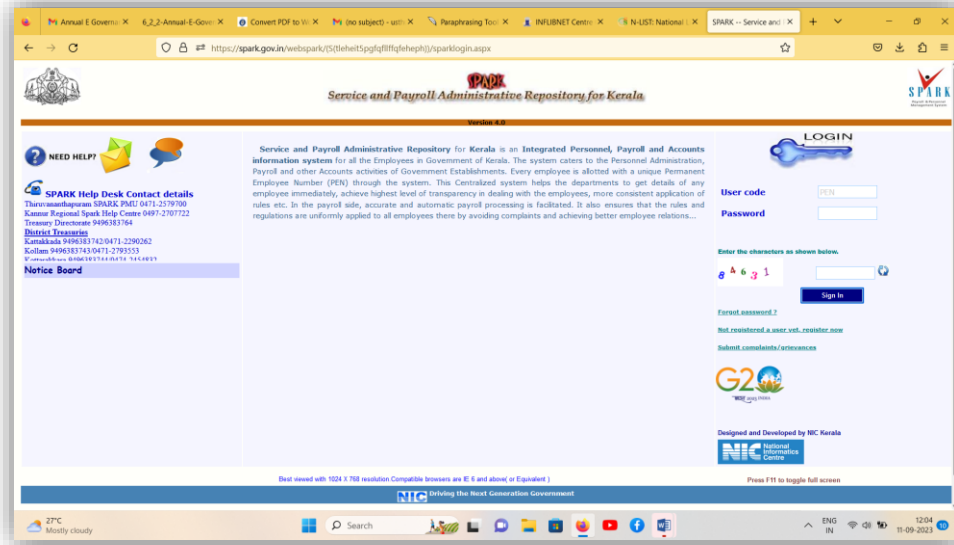 Annual E Governa
6_2_2-Annual-E-Gover
Convert PDF to W
(no subject) - usth
Paraphrasing Tool
INFLIBNET Centre
N-LIST: National
SPARK -- Service and
https://spark.gov.in/webspark/
SPARK
Service and Payroll Administrative Repository for Kerala
SPARK
Version 4.0
NEED HELP?
SPARK Help Desk Contact details
Thiruvananthapuram SPARK PMU 0471-2579700
Kannur Regional Spark Help Centre 0497-2707722
Treasury Directorate 9496383764
District Treasuries
Kattakkada 9496383742/0471-2290262
Kollam 9496383743/0471-2793553
Notice Board
Service and Payroll Administrative Repository for Kerala is an Integrated Personnel, Payroll and Accounts
information system for all the Employees in Government of Kerala. The system caters to the Personnel Administration,
Payroll and other Accounts activities of Government Establishments. Every employee is allotted with a unique Permanent
Employee Number (PEN) through the system. This Centralized system helps the departments to get details of any
employee immediately, achieve highest level of transparency in dealing with the employees, more consistent application of
rules etc. In the payroll side, accurate and automatic payroll processing is facilitated. It also ensures that the rules and
regulations are uniformly applied to all employees there by avoiding complaints and achieving better employee relations...
LOGIN
User code
PEN
Password
Enter the characters as shown below.
8 4 6 3 1
Sign In
Forgot password ?
Not registered a user yet, register now
Submit complaints/grievances
G20
Designed and Developed by NIC Kerala
NIC National
Informatics
Centre
Best viewed with 1024 X 768 resolution.Compatible browsers are IE 6 and above( or Equivalent )
Press F11 to toggle full screen
NIC Driving the Next Generation Government
27°C
Mostly cloudy
Search
ENG
IN
12:04
11-09-2023